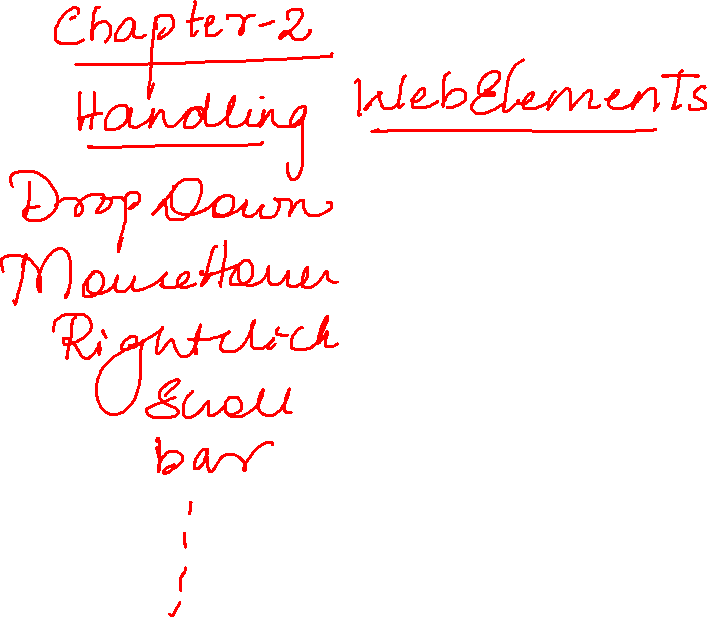 Chapter-2
Handling WebElements
DropDown
MouseHover
Rightclick
Scroll
bar